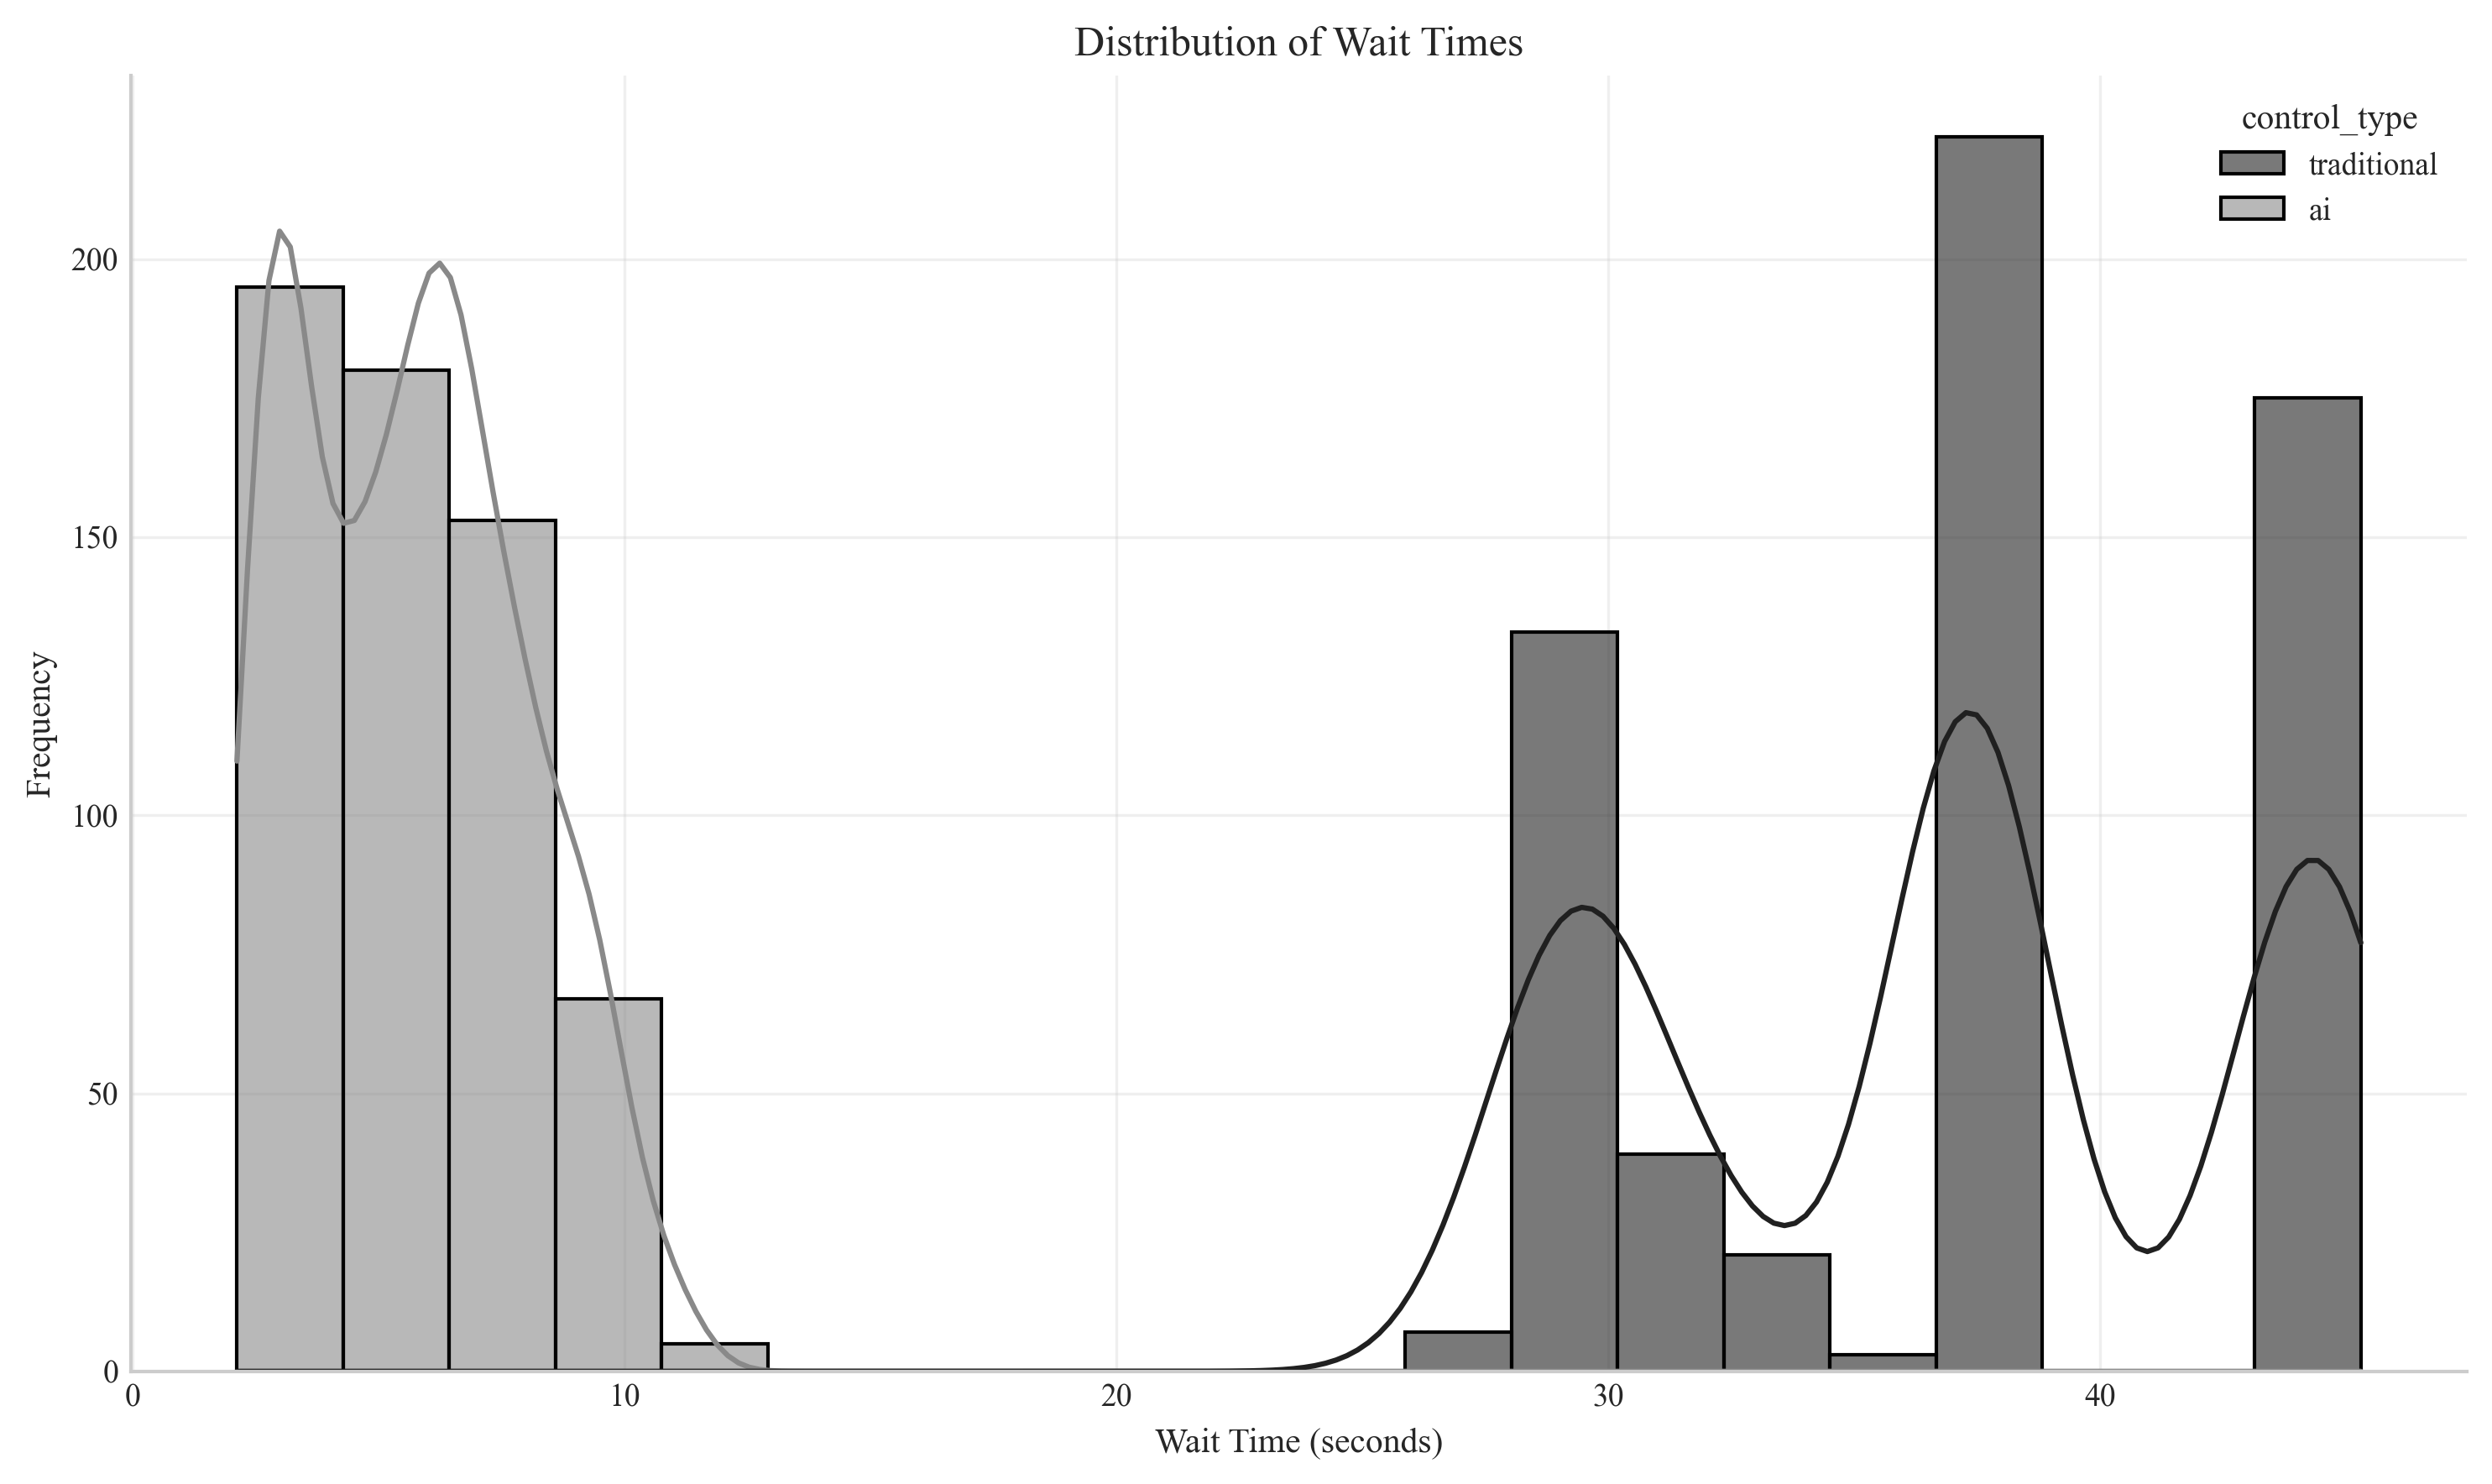 Distribution of Wait Times
control_type
traditional
ai
Frequency
200
150
100
50
0
0 10 20 30 40
Wait Time (seconds)